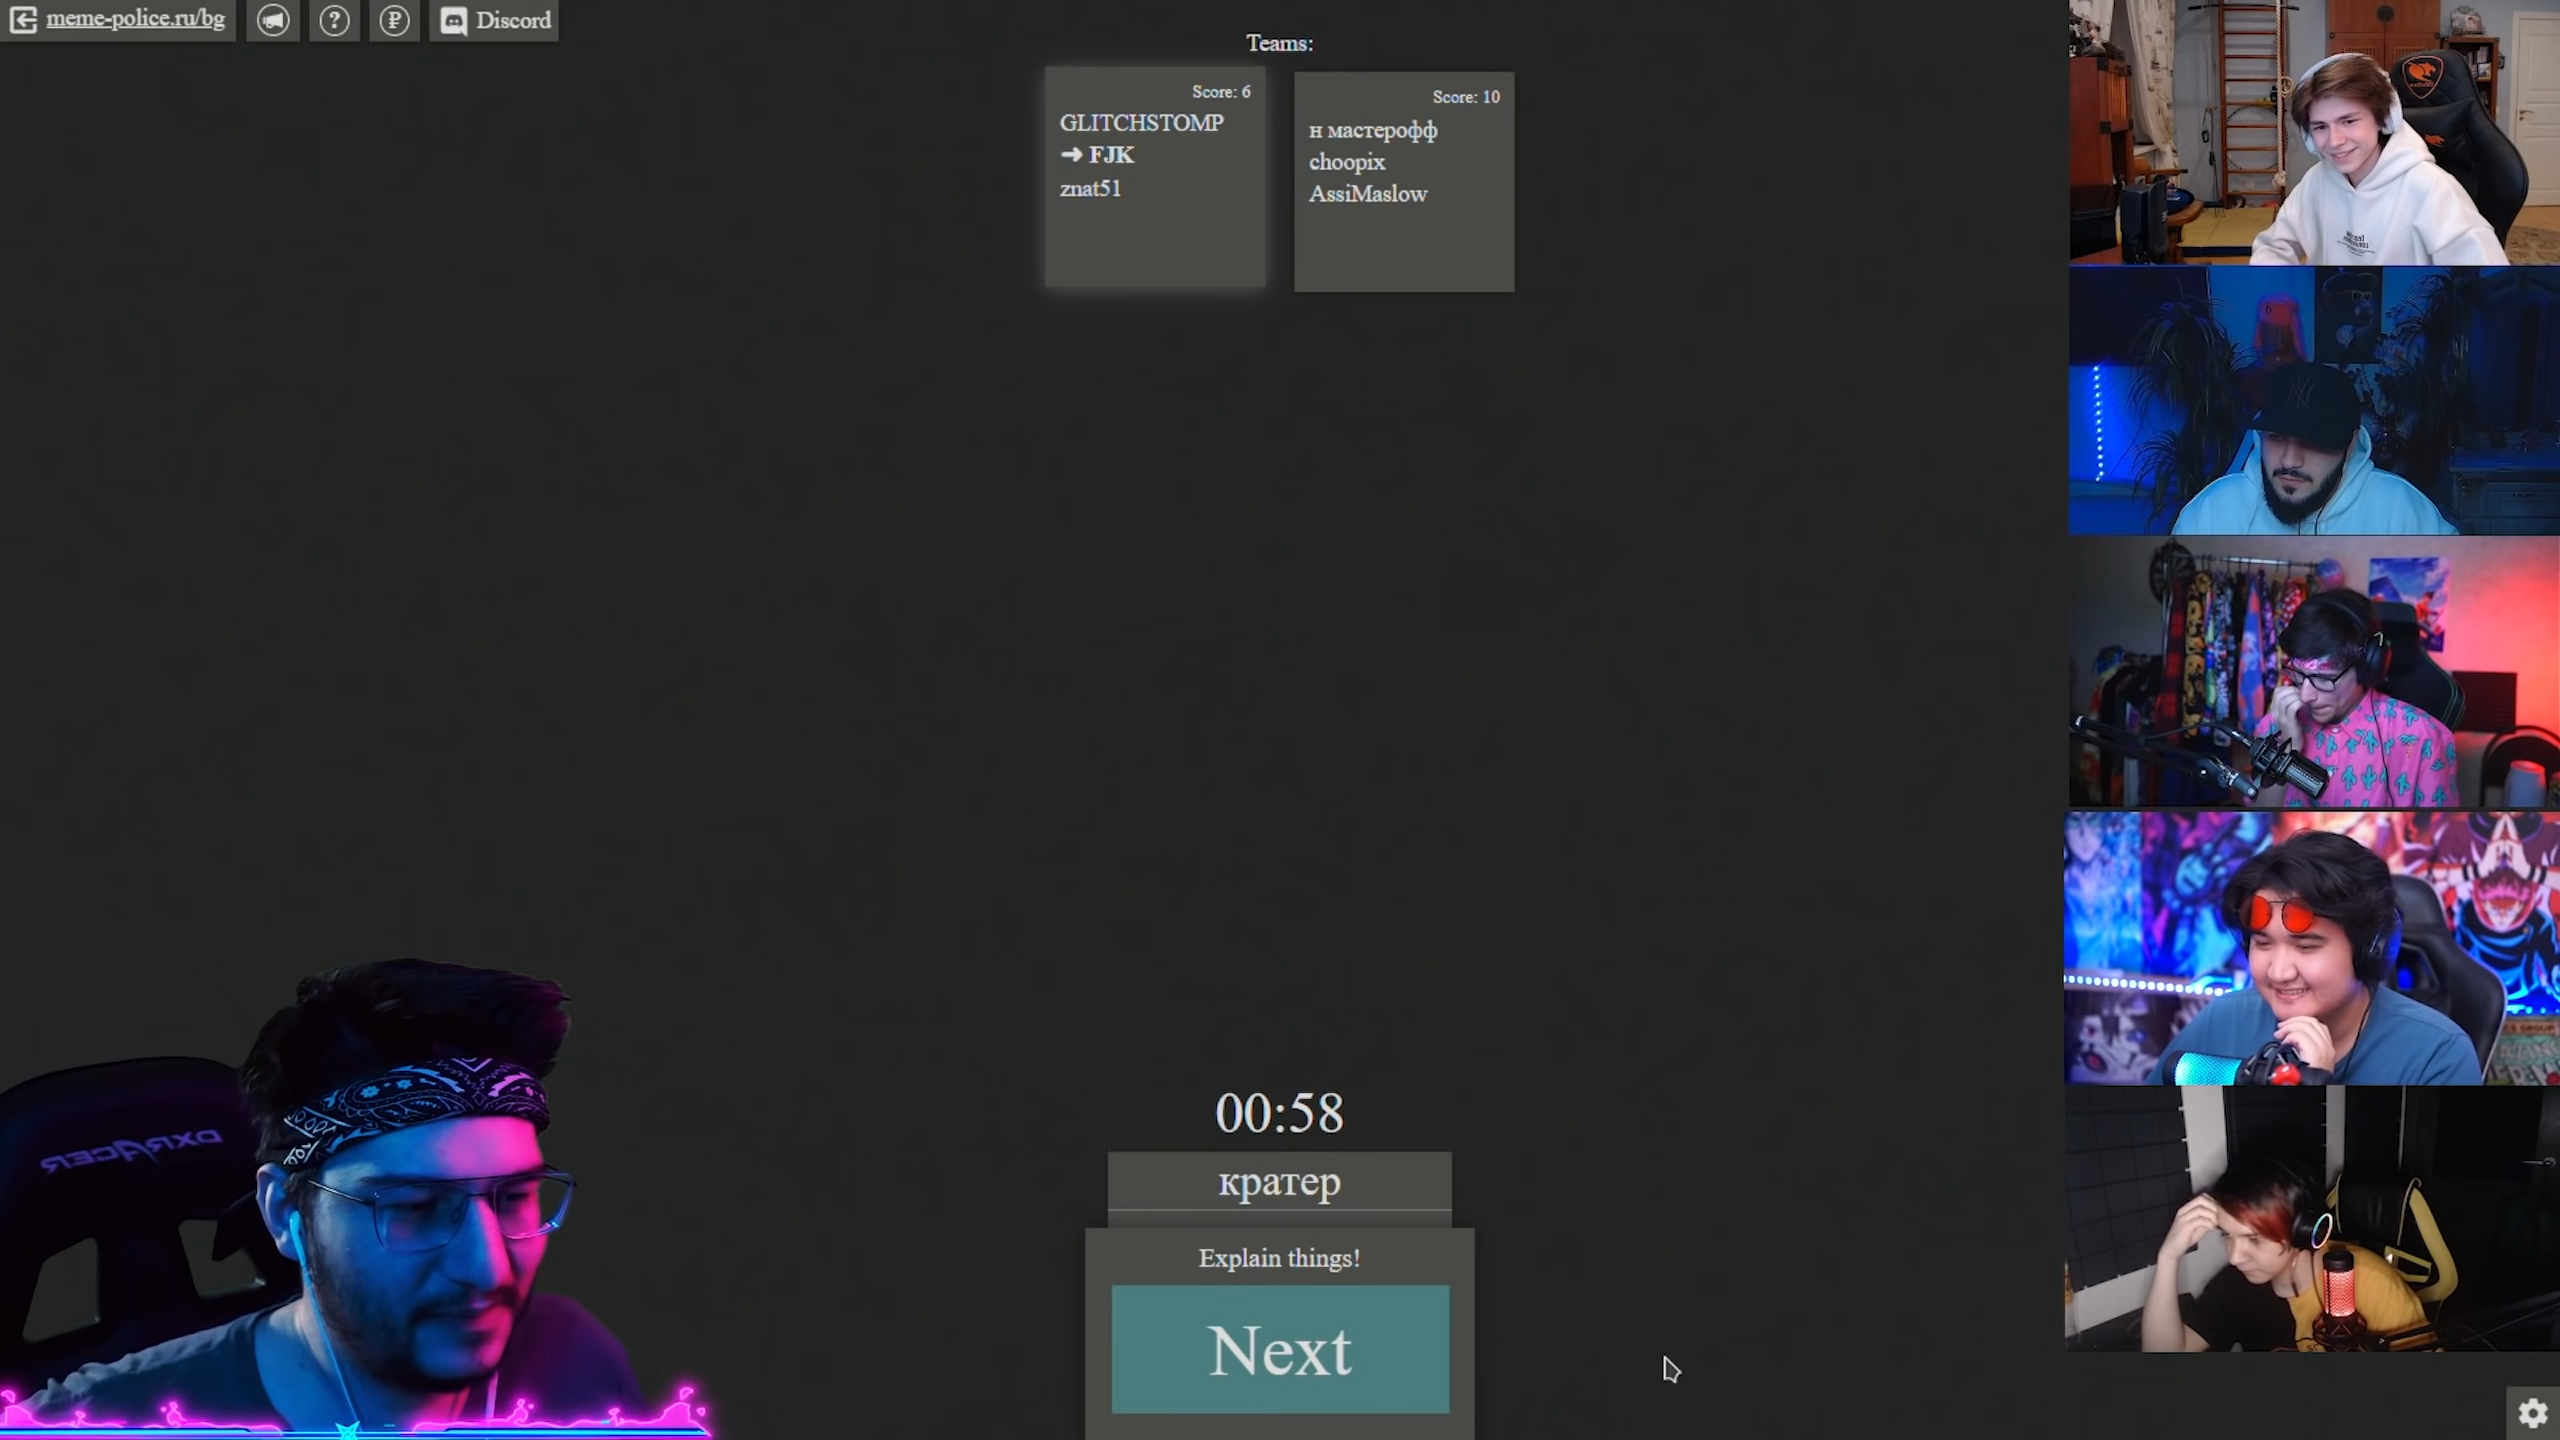 meme-police.ru/bg
Discord
Teams:
Score: 6
GLITCHSTOMP
➜ FJK
znat51
Score: 10
н мастерофф
choopix
AssiMaslow
DXRACER
00:58
кратер
Explain things!
Next